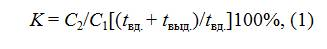 K = C₂/C₁[(tвд. + tвыд.)/tвд.]100%, (1)